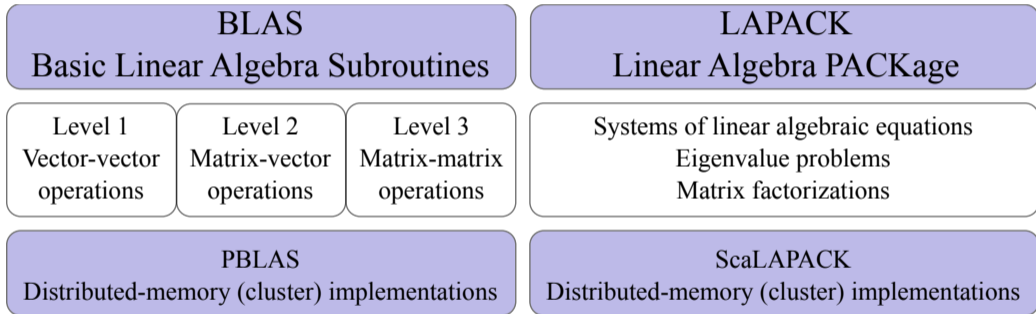 BLAS
Basic Linear Algebra Subroutines
LAPACK
Linear Algebra PACKage
Level 1
Vector-vector
operations
Level 2
Matrix-vector
operations
Level 3
Matrix-matrix
operations
Systems of linear algebraic equations
Eigenvalue problems
Matrix factorizations
PBLAS
Distributed-memory (cluster) implementations
ScaLAPACK
Distributed-memory (cluster) implementations